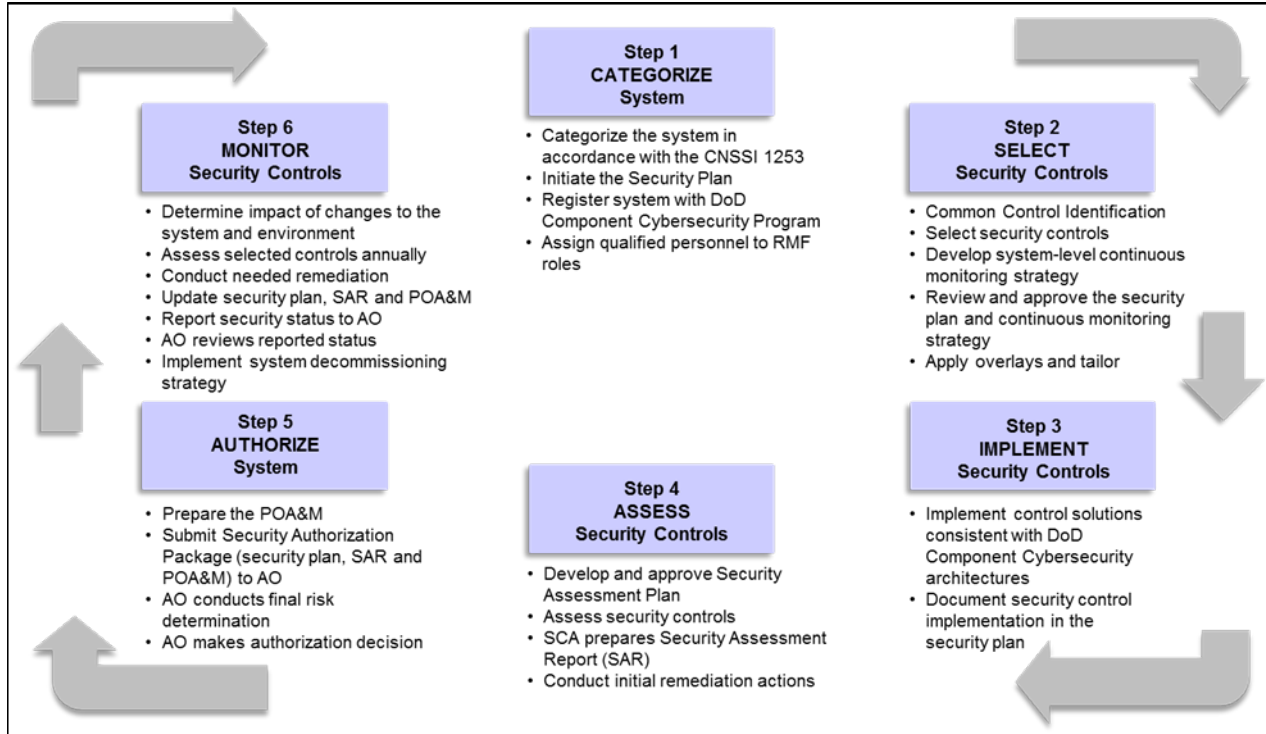 Step 1
CATEGORIZE
System
• Categorize the system in
accordance with the CNSSI 1253
• Initiate the Security Plan
• Register system with DoD
Component Cybersecurity Program
• Assign qualified personnel to RMF
roles
Step 2
SELECT
Security Controls
• Common Control Identification
• Select security controls
• Develop system-level continuous
monitoring strategy
• Review and approve the security
plan and continuous monitoring
strategy
• Apply overlays and tailor
Step 3
IMPLEMENT
Security Controls
• Implement control solutions
consistent with DoD
Component Cybersecurity
architectures
• Document security control
implementation in the
security plan
Step 4
ASSESS
Security Controls
• Develop and approve Security
Assessment Plan
• Assess security controls
• SCA prepares Security Assessment
Report (SAR)
• Conduct initial remediation actions
Step 5
AUTHORIZE
System
• Prepare the POA&M
• Submit Security Authorization
Package (security plan, SAR and
POA&M) to AO
• AO conducts final risk
determination
• AO makes authorization decision
Step 6
MONITOR
Security Controls
• Determine impact of changes to the
system and environment
• Assess selected controls annually
• Conduct needed remediation
• Update security plan, SAR and POA&M
• Report security status to AO
• AO reviews reported status
• Implement system decommissioning
strategy